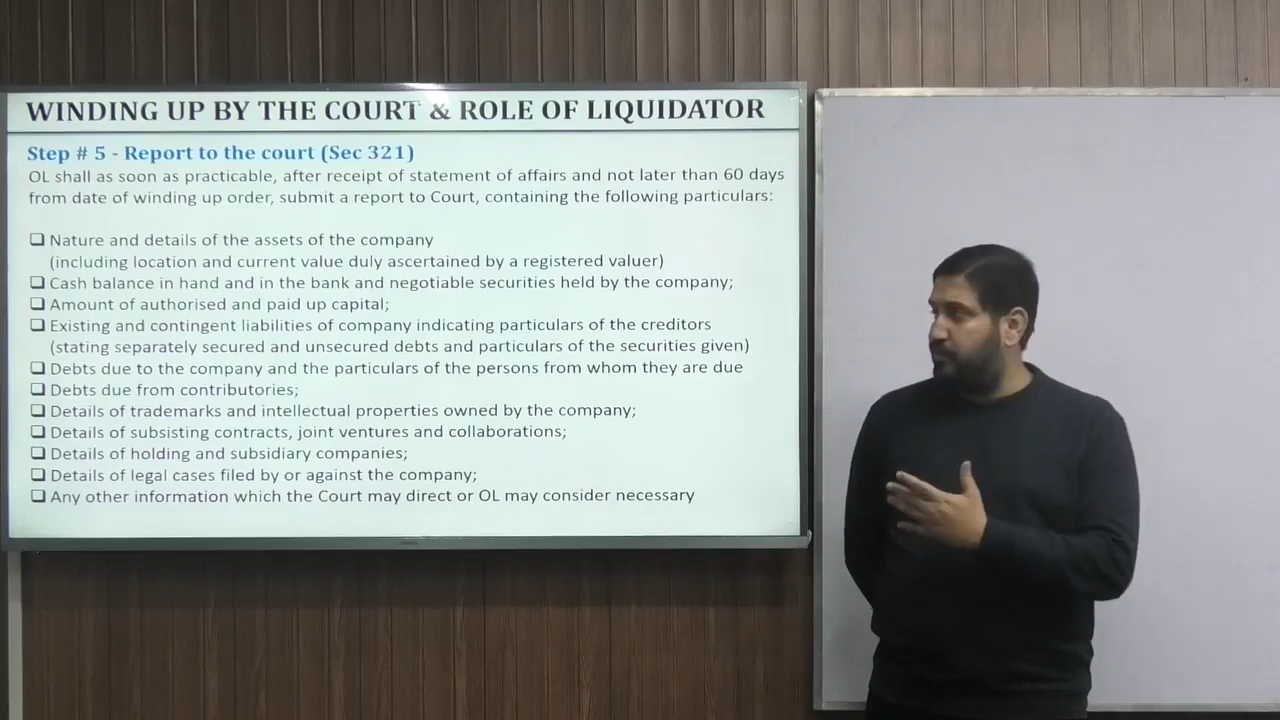 WINDING UP BY THE COURT & ROLE OF LIQUIDATOR
Step # 5 - Report to the court (Sec 321)
OL shall as soon as practicable, after receipt of statement of affairs and not later than 60 days
from date of winding up order, submit a report to Court, containing the following particulars:
❑ Nature and details of the assets of the company
(including location and current value duly ascertained by a registered valuer)
❑ Cash balance in hand and in the bank and negotiable securities held by the company;
❑ Amount of authorised and paid up capital;
❑ Existing and contingent liabilities of company indicating particulars of the creditors
(stating separately secured and unsecured debts and particulars of the securities given)
❑ Debts due to the company and the particulars of the persons from whom they are due
❑ Debts due from contributories;
❑ Details of trademarks and intellectual properties owned by the company;
❑ Details of subsisting contracts, joint ventures and collaborations;
❑ Details of holding and subsidiary companies;
❑ Details of legal cases filed by or against the company;
❑ Any other information which the Court may direct or OL may consider necessary